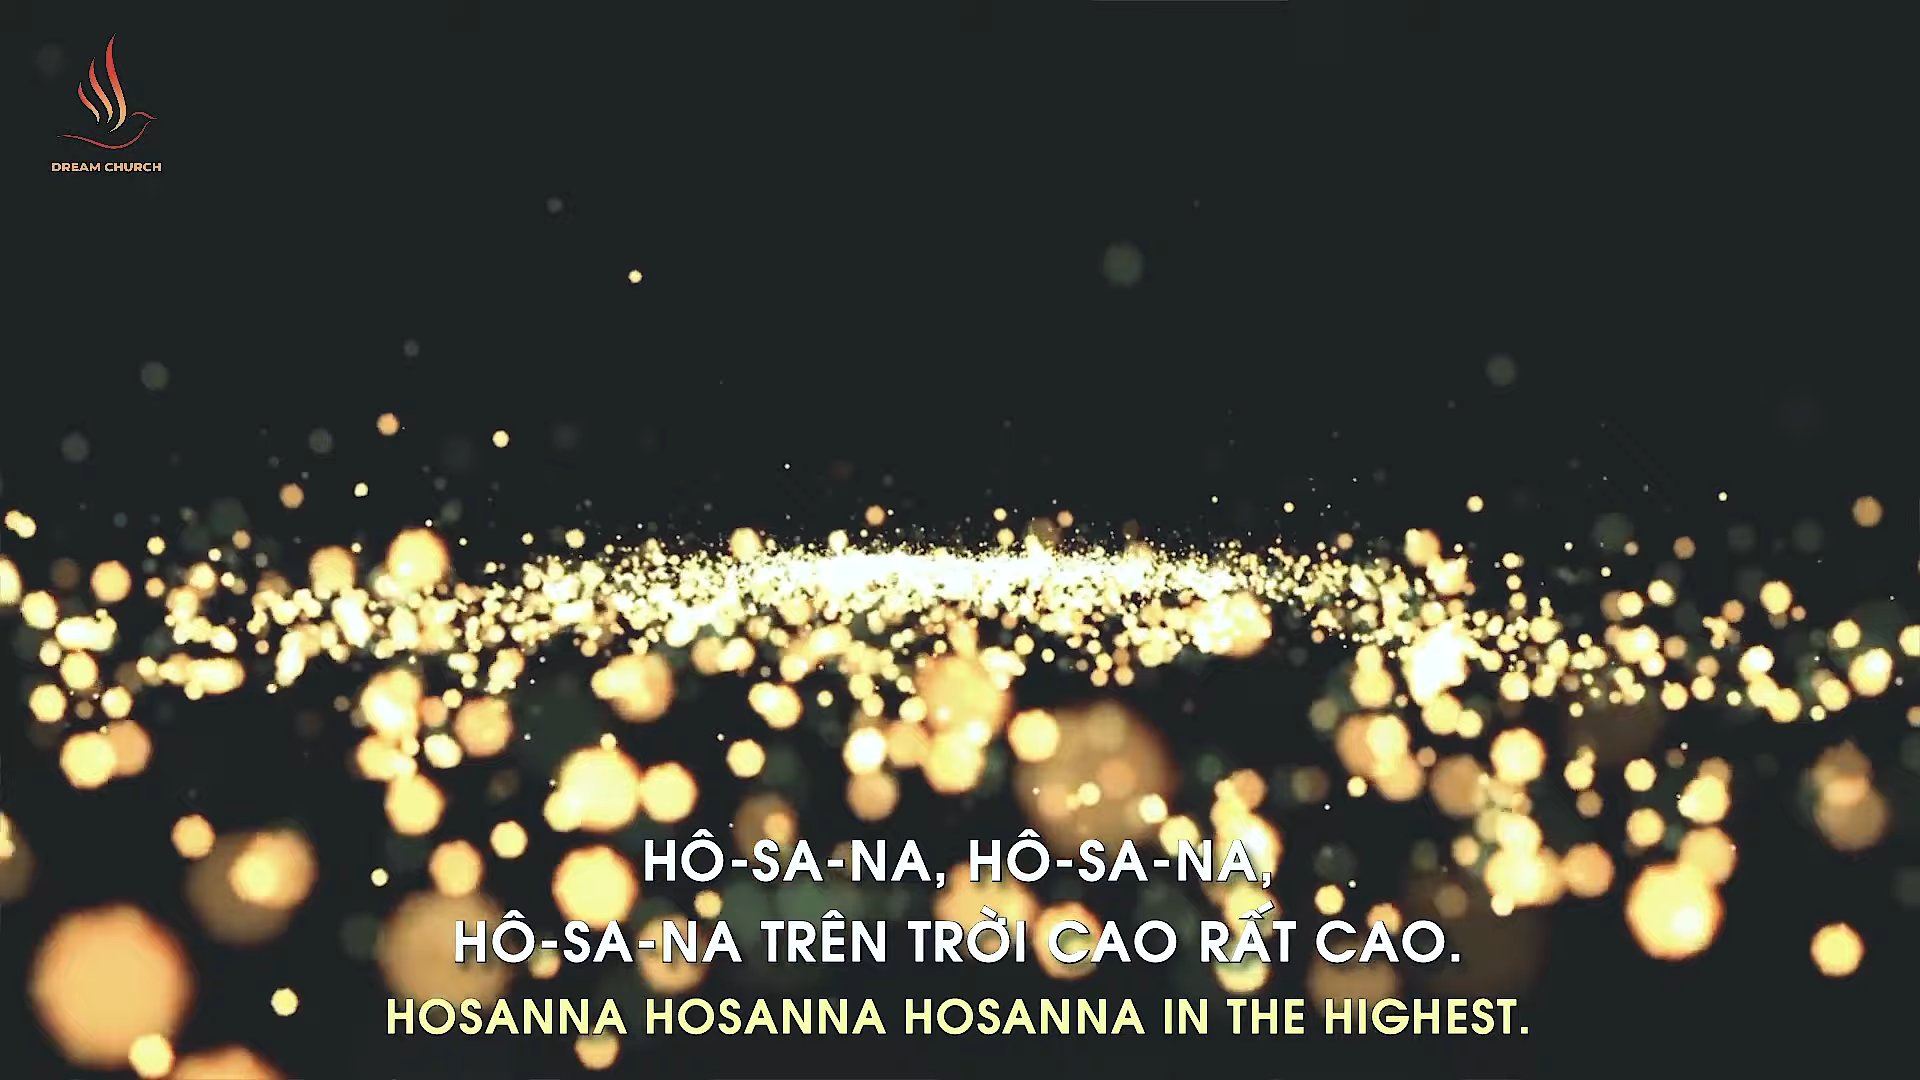 DREAM CHURCH
HÔ-SA-NA, HÔ-SA-NA,
HÔ-SA-NA TRÊN TRỜI CAO RẤT CAO.
HOSANNA HOSANNA HOSANNA IN THE HIGHEST.